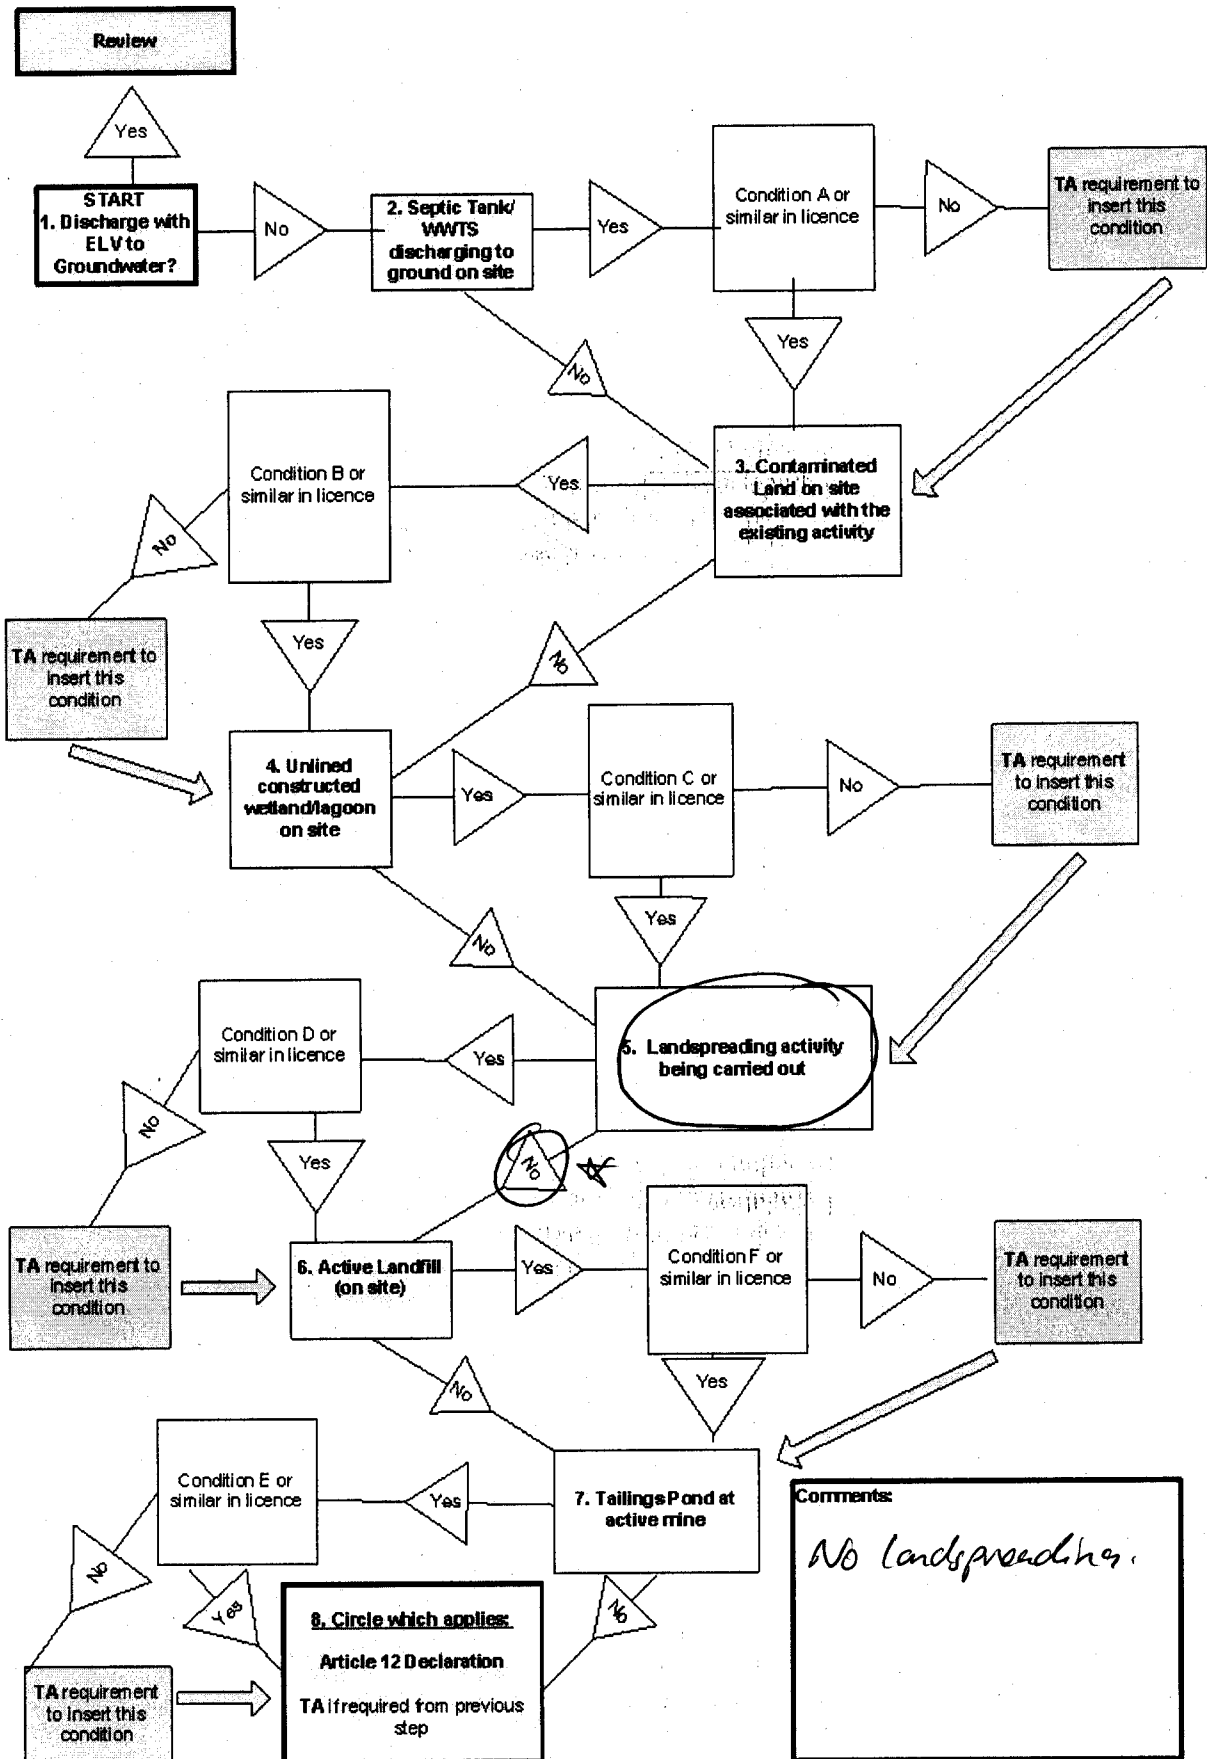 Review
Yes
START
1. Discharge with
ELV to
Groundwater?
No
2. Septic Tank/
WWTS
discharging to
ground on site
Yes
Condition A or
similar in licence
No
TA requirement to
insert this
condition
Yes
No
Condition B or
similar in licence
Yes
3. Contaminated
Land on site
associated with the
existing activity
No
Yes
TA requirement to
insert this
condition
No
4. Unlined
constructed
wetland/lagoon
on site
Yes
Condition C or
similar in licence
No
TA requirement
to insert this
condition
Yes
No
Condition D or
similar in licence
Yes
5. Landspreading activity
being carried out
No
Yes
No
TA requirement to
insert this
condition
6. Active Landfill
(on site)
Yes
Condition F or
similar in licence
No
TA requirement
to insert this
condition
Yes
No
Condition E or
similar in licence
Yes
7. Tailings Pond at
active mine
Comments:
No landspreading.
No
Yes
No
8. Circle which applies:
Article 12 Declaration
TA if required from previous
step
TA requirement
to insert this
condition